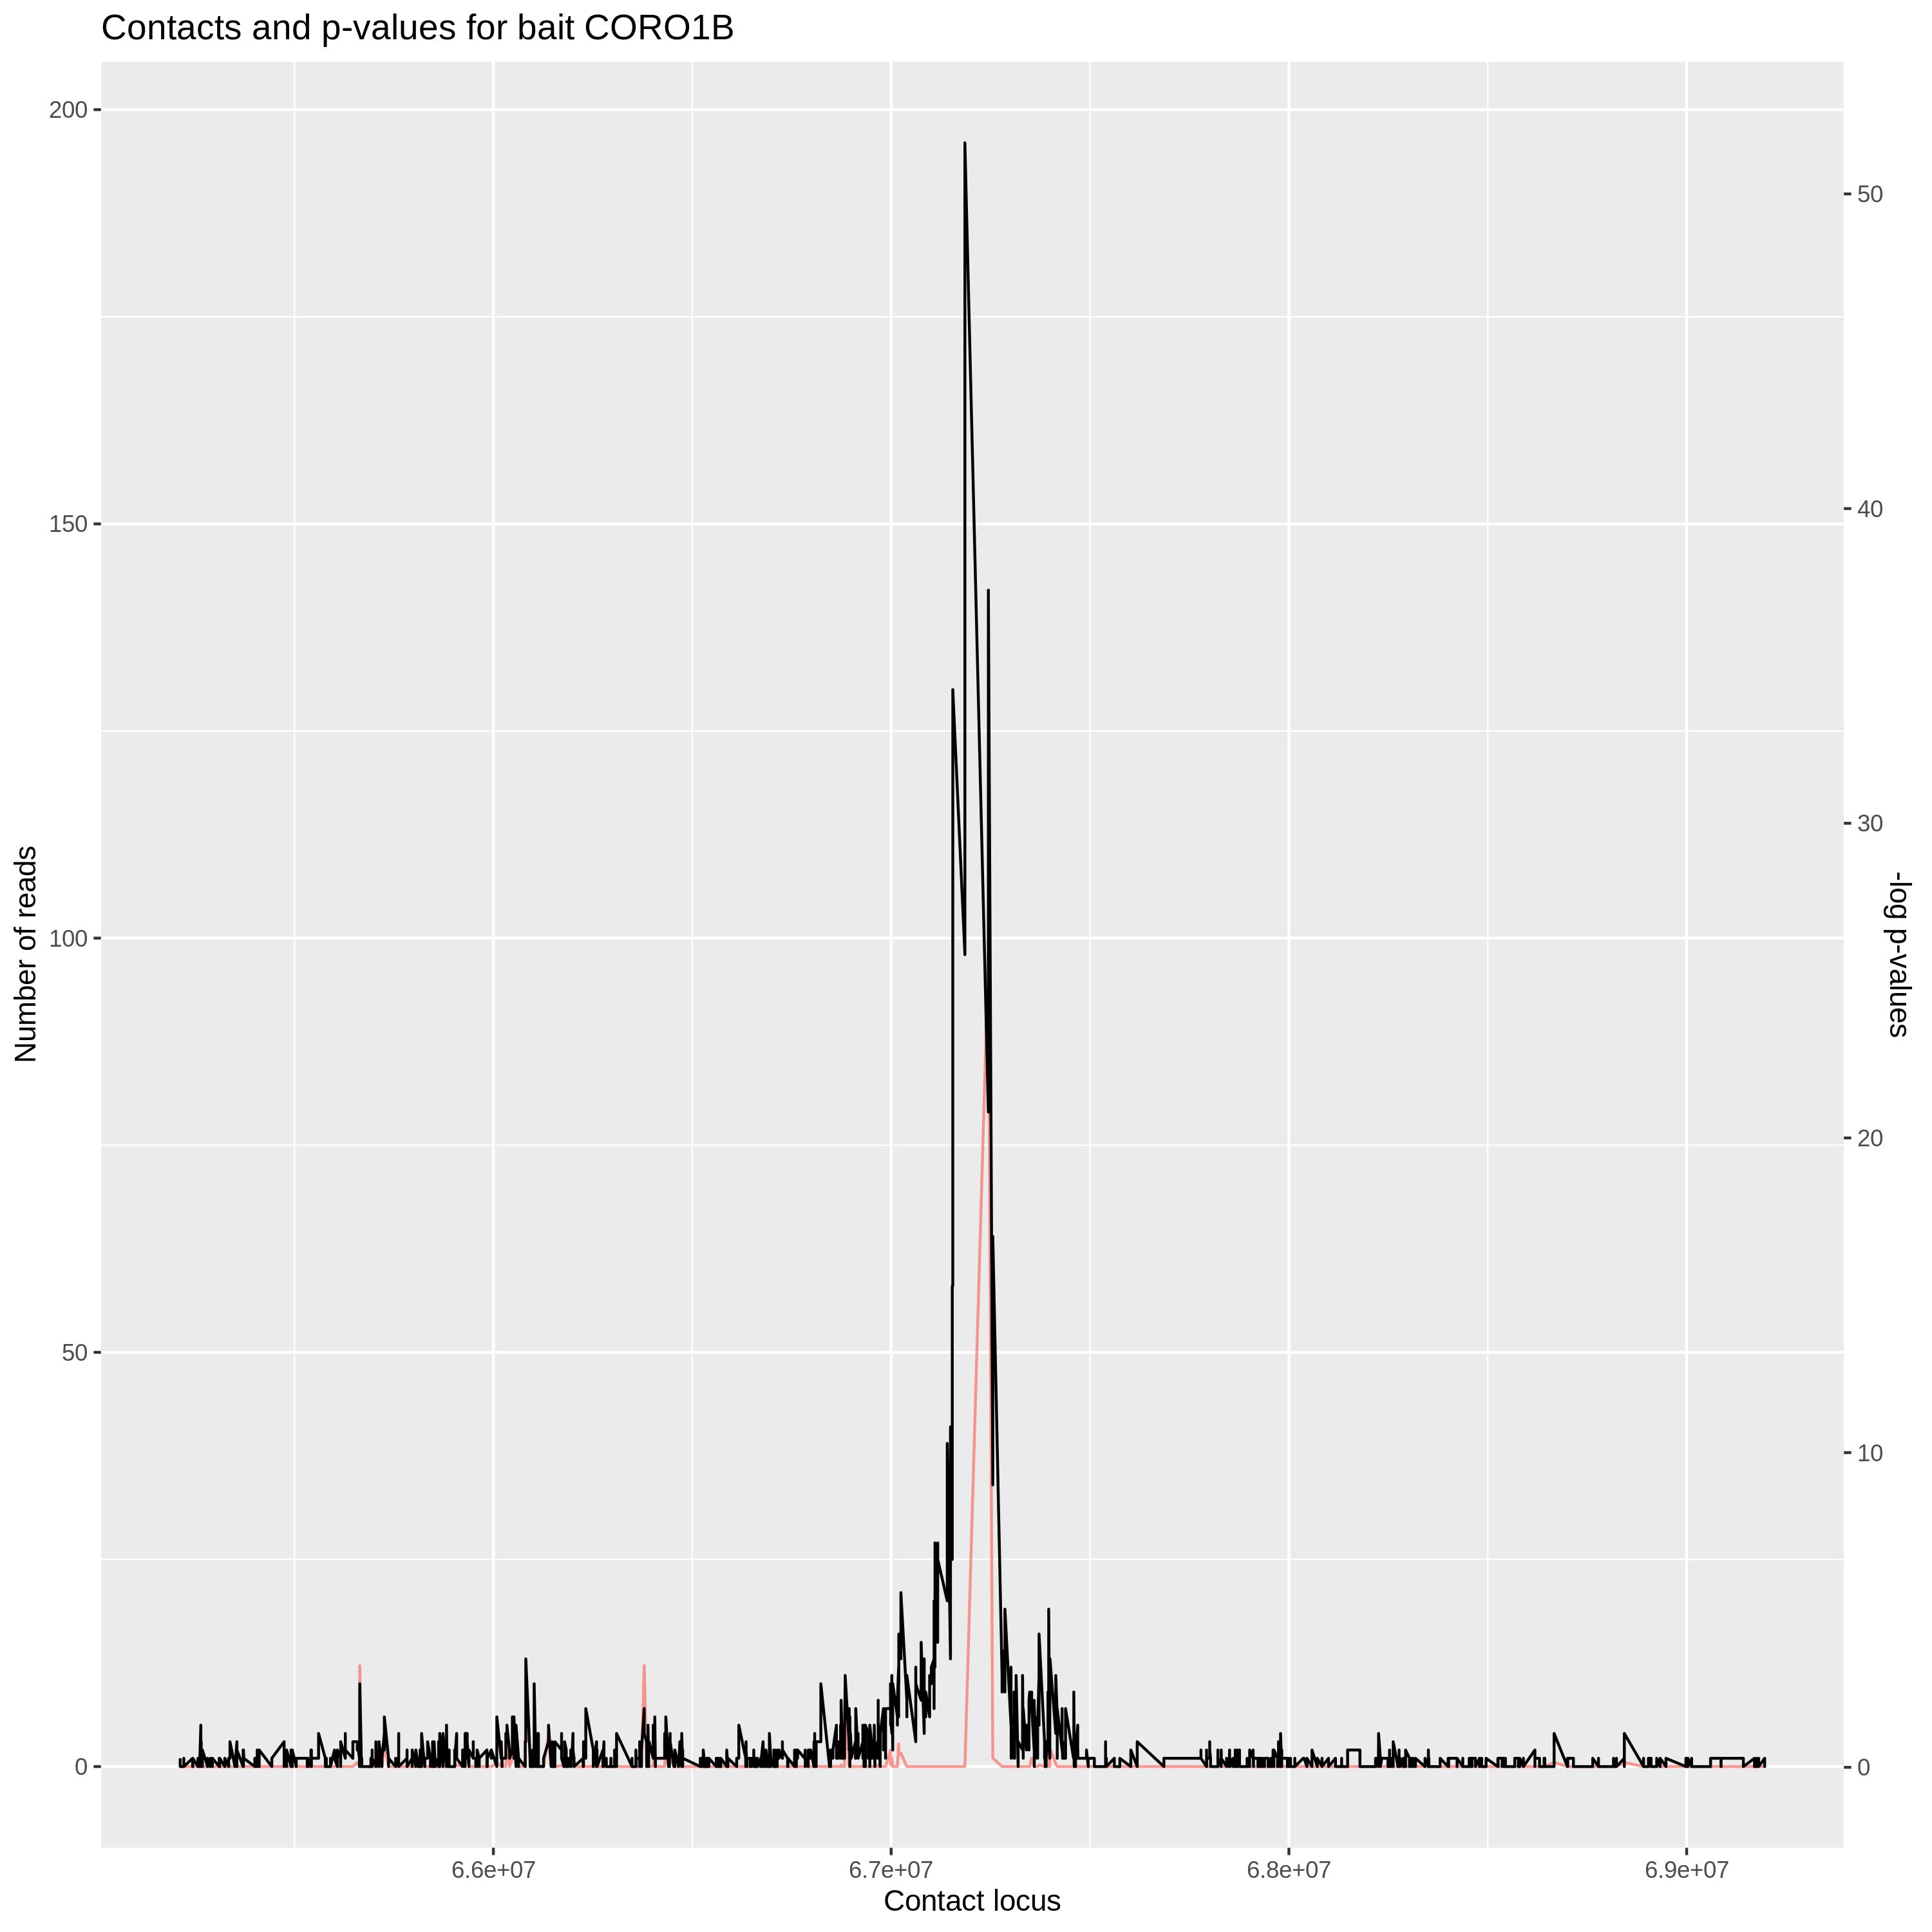 Contacts and p-values for bait CORO1B
200
150
100
50
0
Number of reads
50
40
30
20
10
0
-log p-values
6.6e+07
6.7e+07
6.8e+07
6.9e+07
Contact locus